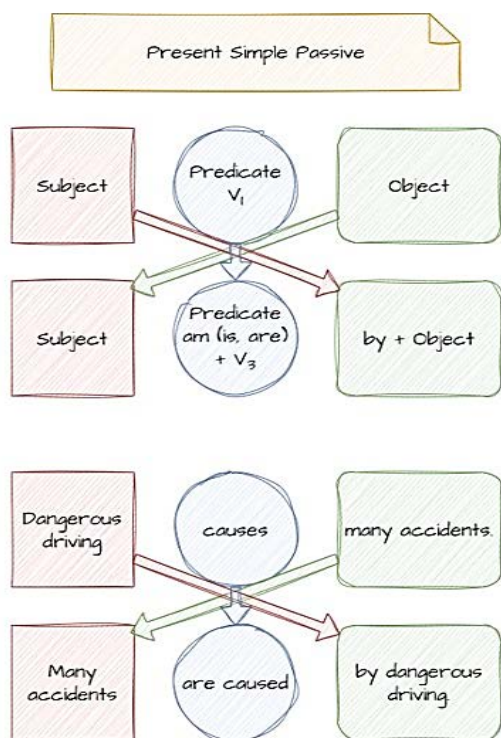 Present Simple Passive
Subject
Predicate
V₁
Object
Subject
Predicate
am (is, are)
+ V₃
by + Object
Dangerous
driving
causes
many accidents.
Many
accidents
are caused
by dangerous
driving.